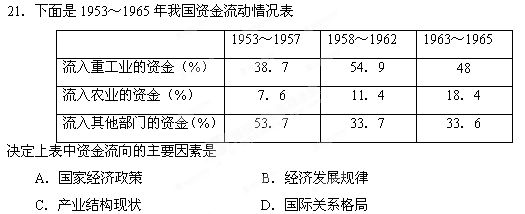 21. 下面是 1953～1965 年我国资金流动情况表
1953～1957 1958～1962 1963～1965
流入重工业的资金(%) 38. 7 54. 9 48
流入农业的资金(%) 7. 6 11. 4 18. 4
流入其他部门的资金(%) 53. 7 33. 7 33. 6
决定上表中资金流向的主要因素是
A. 国家经济政策 B. 经济发展规律
C. 产业结构现状 D. 国际关系格局